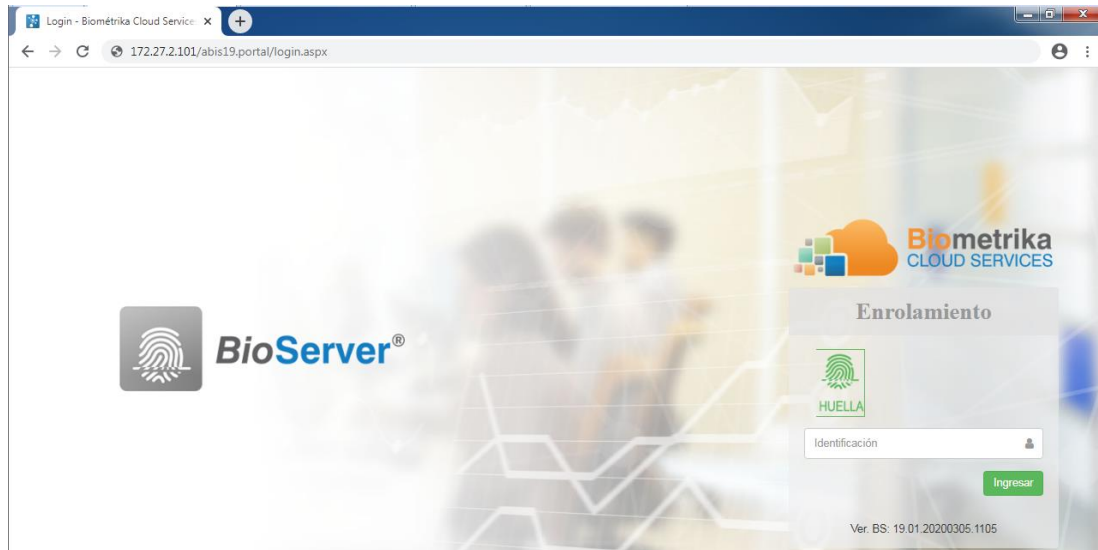 Login - Biométrika Cloud Service
172.27.2.101/abis19.portal/login.aspx
Biometrika
CLOUD SERVICES
Enrolamiento
BioServer®
HUELLA
Identificación
Ingresar
Ver. BS: 19.01.20200305.1105